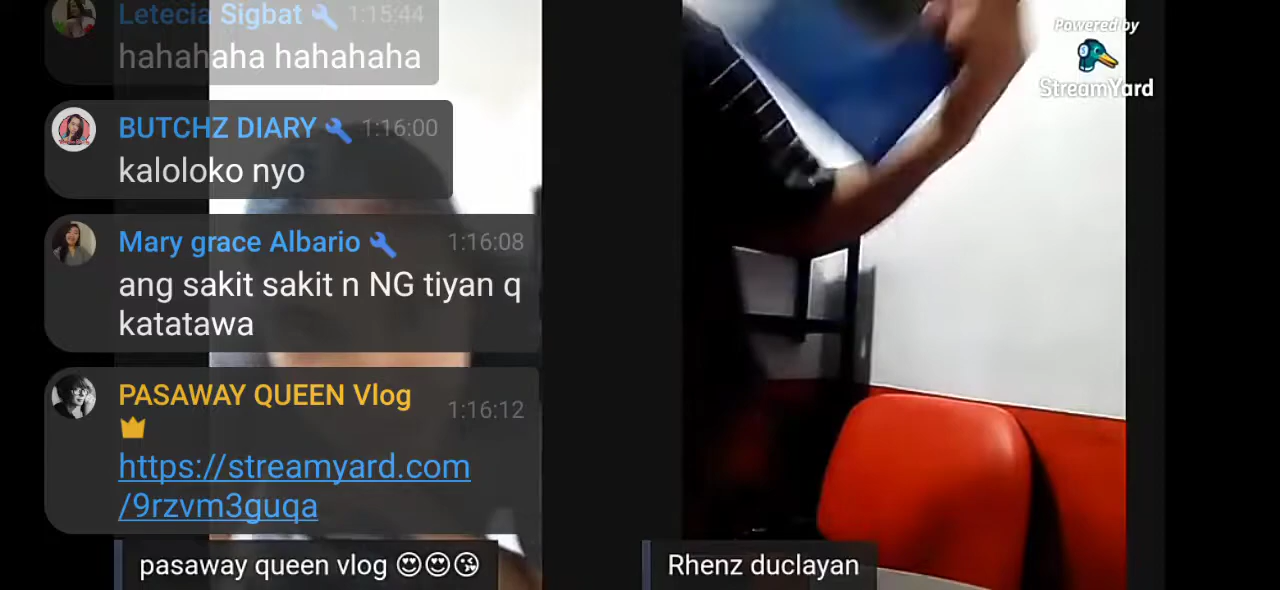 Letecia Sigbat 1:15:44
hahahaha hahahaha
BUTCHZ DIARY 1:16:00
kaloloko nyo
Mary grace Albario 1:16:08
ang sakit sakit n NG tiyan q
katatawa
PASAWAY QUEEN Vlog
1:16:12
https://streamyard.com
/9rzvm3guqa
pasaway queen vlog 😍😍😘
Powered by
StreamYard
Rhenz duclayan